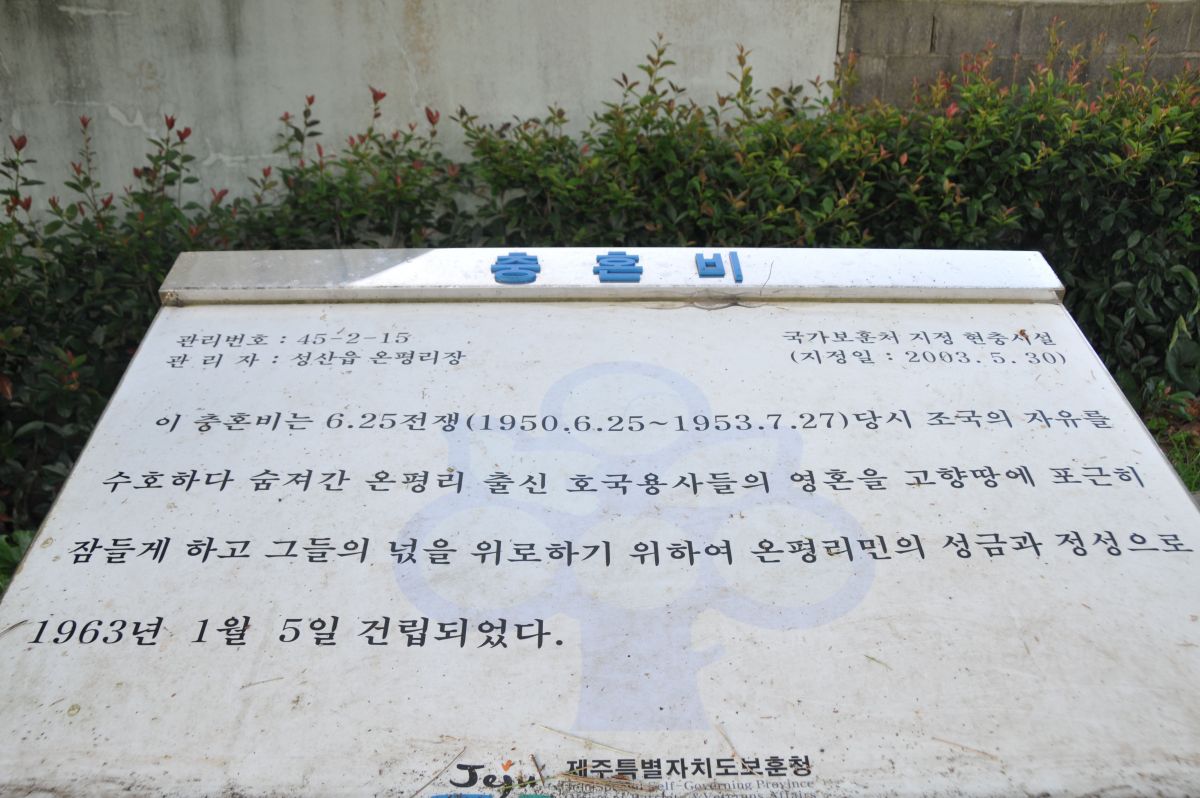 충 혼 비
관리번호 : 45-2-15
관 리 자 : 성산읍 온평리장
국가보훈처 지정 현충시설
(지정일 : 2003. 5. 30)
이 충혼비는 6.25전쟁(1950.6.25~1953.7.27)당시 조국의 자유를
수호하다 숨져간 온평리 출신 호국용사들의 영혼을 고향땅에 포근히
잠들게 하고 그들의 넋을 위로하기 위하여 온평리민의 성금과 정성으로
1963년 1월 5일 건립되었다.
Jeju 제주특별자치도보훈청
Special Self-Governing Province
Veterans Affairs